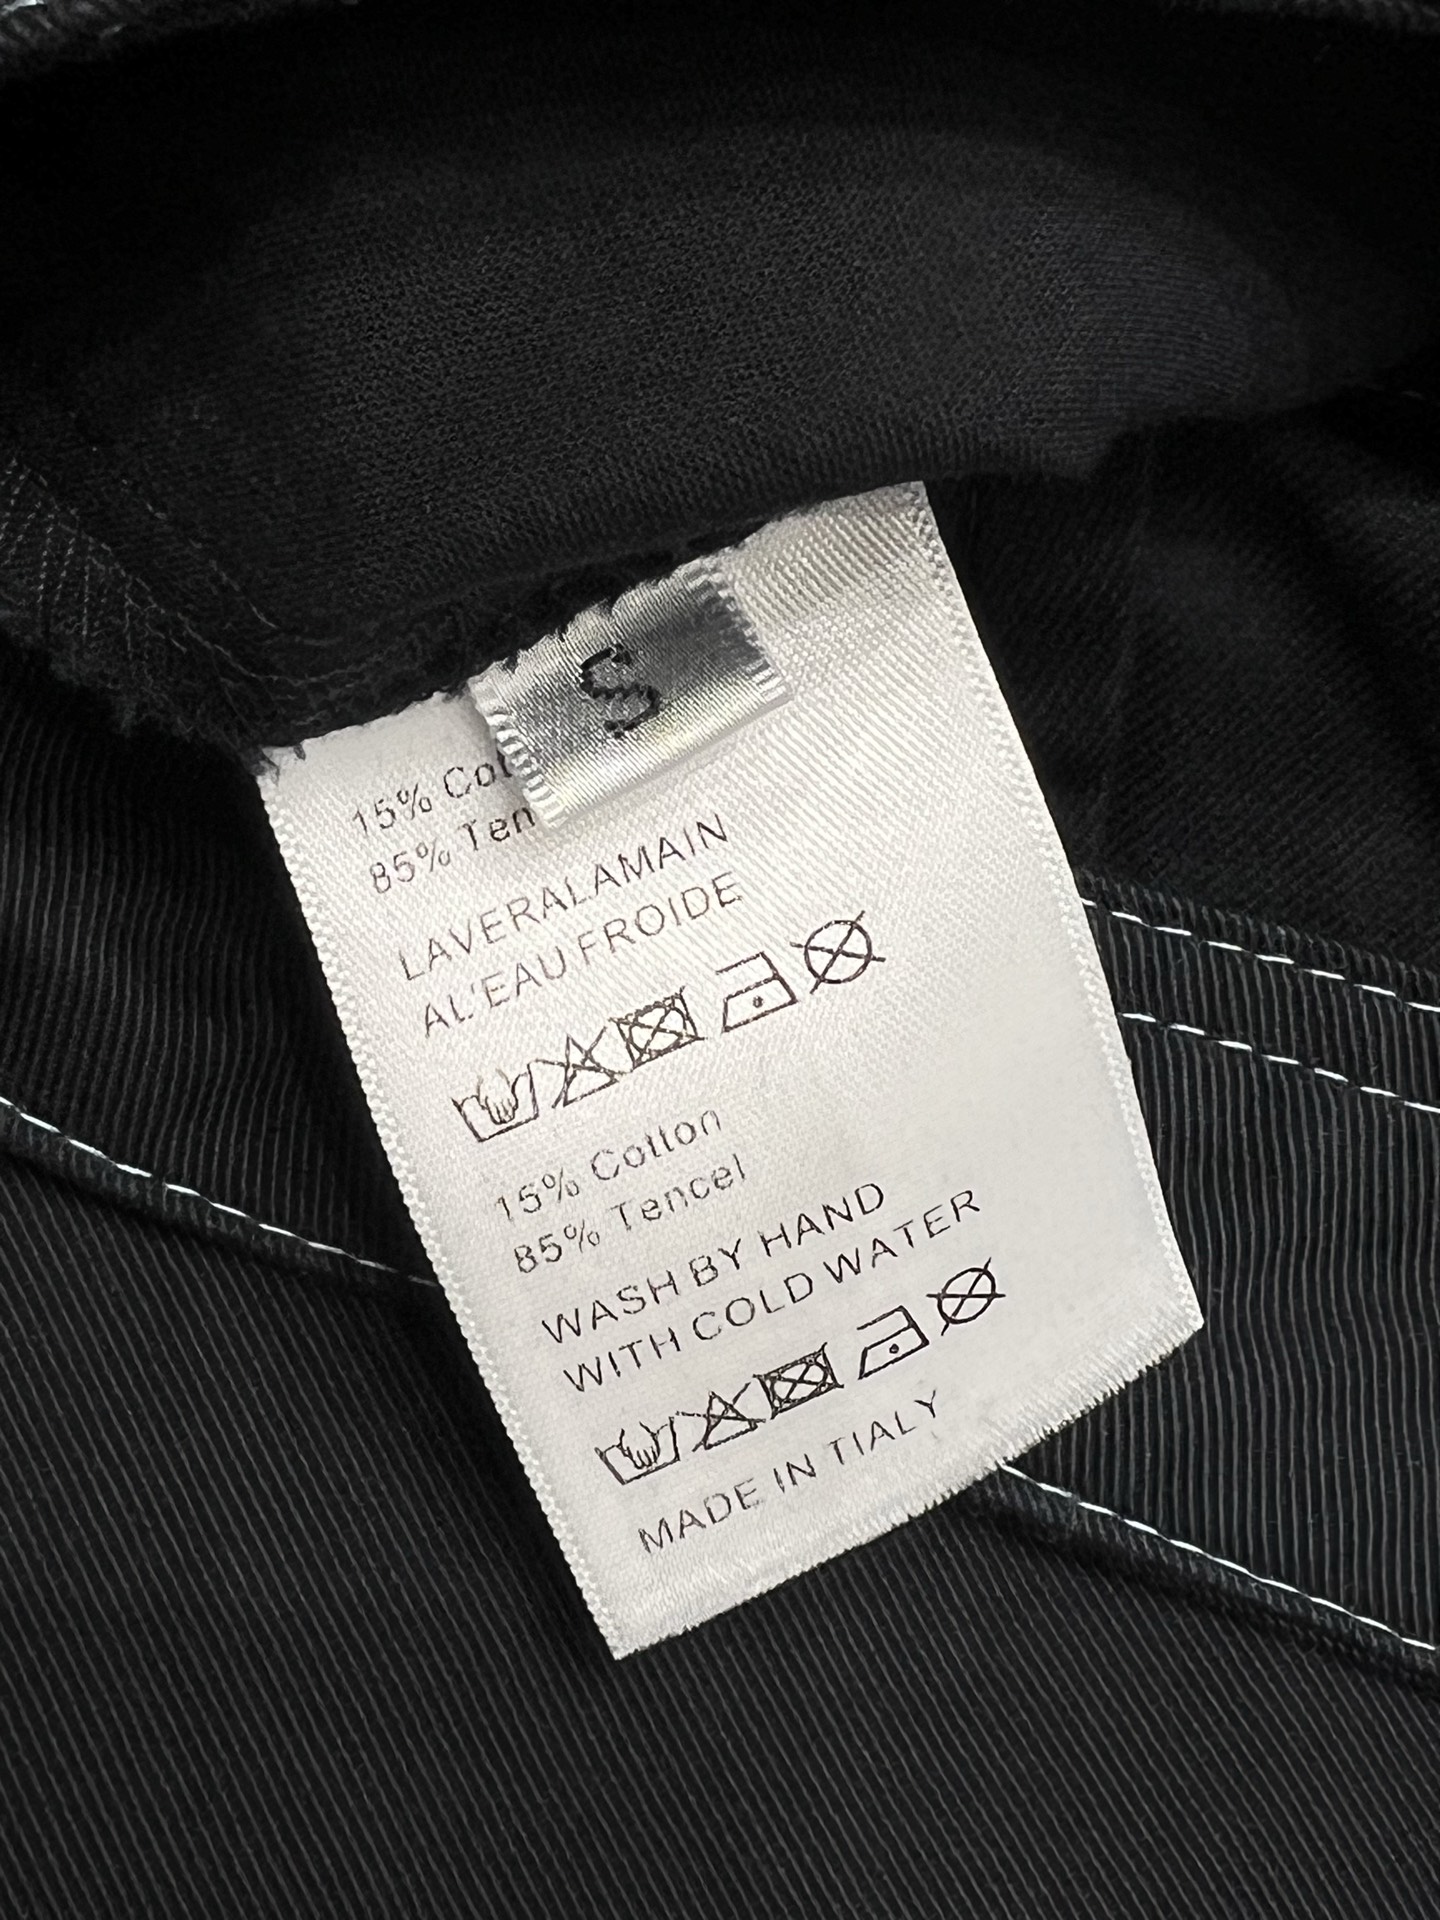 S
15% Cot
85% Ten
LAVERALAMAIN
AL'EAU FROIDE
15% Cotton
85% Tencel
WASH BY HAND
WITH COLD WATER
MADE IN TIALY